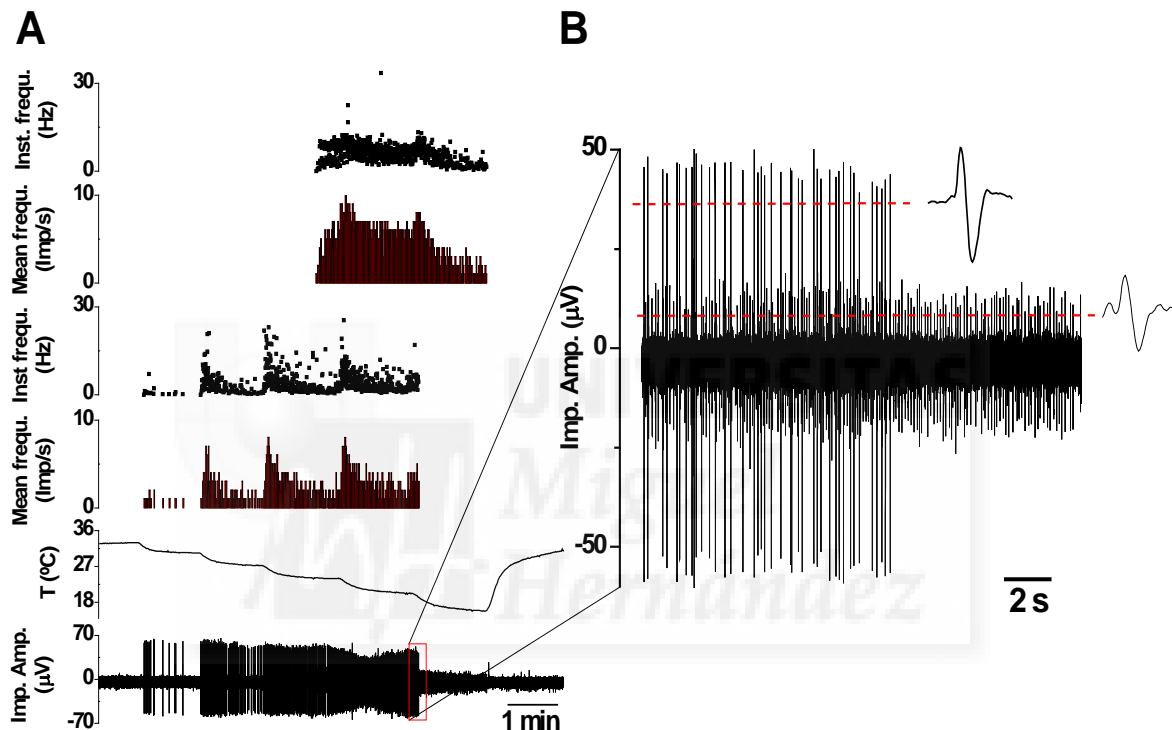 A
B
30
0
Inst. frequ.
(Hz)
10
0
Mean frequ.
(Imp/s)
30
0
Inst frequ.
(Hz)
10
0
Mean frequ.
(Imp/s)
36
27
18
T (ºC)
70
0
-70
Imp. Amp.
(µV)
1 min
50
0
-50
Imp. Amp. (µV)
2 s
UNIVERSITAS
Miguel
Hernández